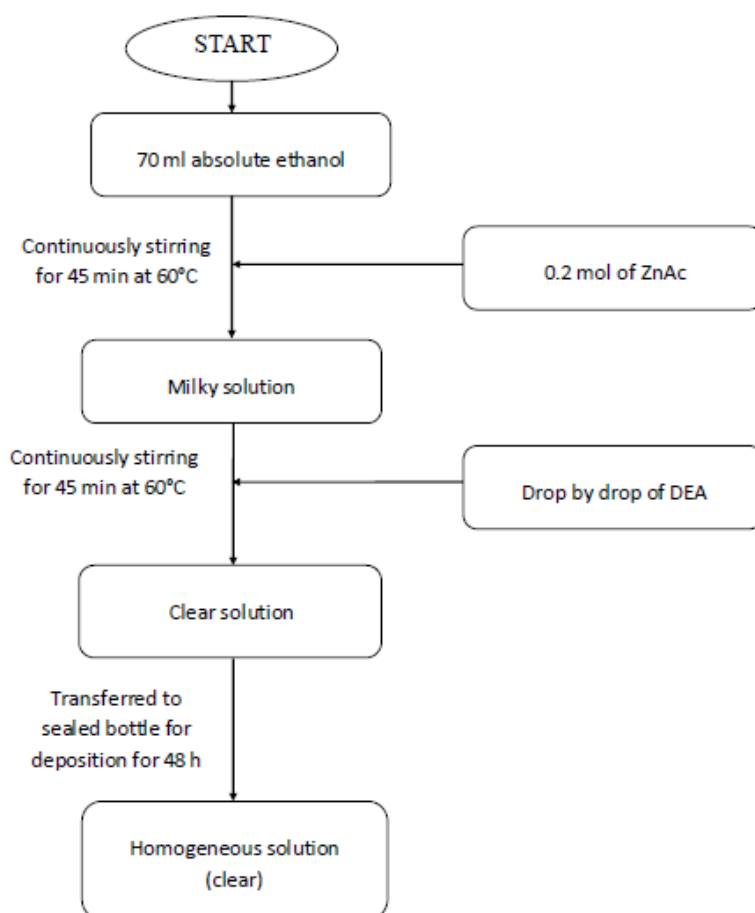 START
70 ml absolute ethanol
Continuously stirring
for 45 min at 60°C
0.2 mol of ZnAc
Milky solution
Continuously stirring
for 45 min at 60°C
Drop by drop of DEA
Clear solution
Transferred to
sealed bottle for
deposition for 48 h
Homogeneous solution
(clear)